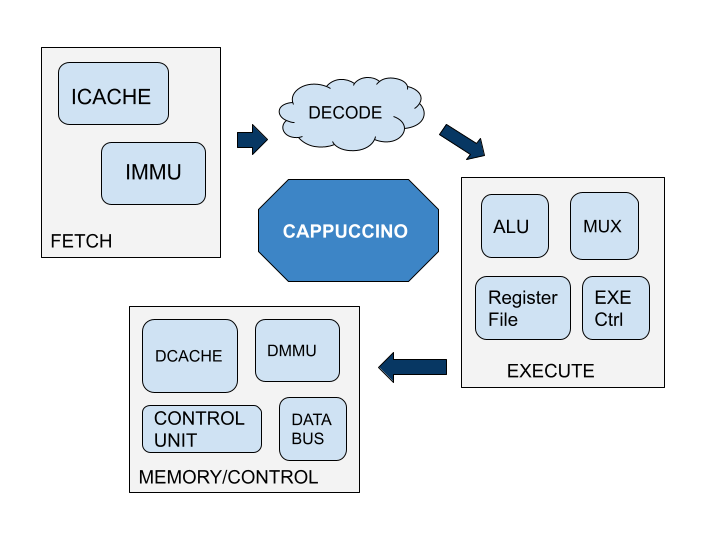 ICACHE
IMMU
FETCH
DECODE
CAPPUCCINO
ALU
MUX
Register
File
EXE
Ctrl
EXECUTE
DCACHE
DMMU
CONTROL
UNIT
DATA
BUS
MEMORY/CONTROL